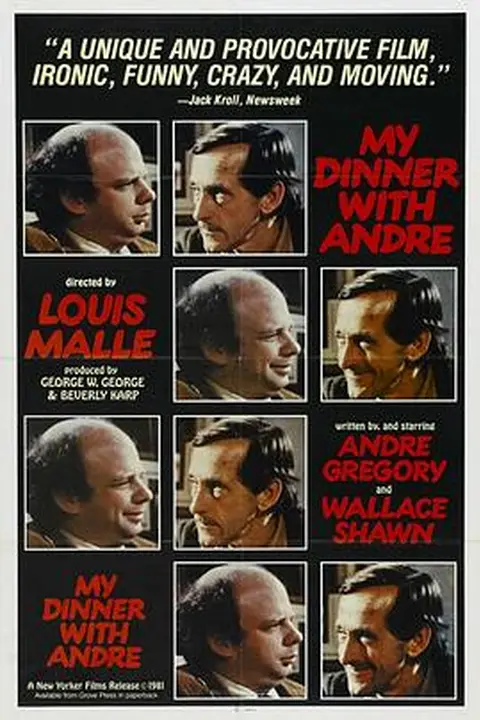 “A UNIQUE AND PROVOCATIVE FILM,
IRONIC, FUNNY, CRAZY, AND MOVING.”
—Jack Kroll, Newsweek
MY
DINNER
WITH
ANDRE
directed by
LOUIS
MALLE
produced by
GEORGE W. GEORGE
& BEVERLY KARP
written by, and starring
ANDRE
GREGORY
and
WALLACE
SHAWN
MY
DINNER
WITH
ANDRE
A New Yorker Films Release ©1981
Available from Grove Press in paperback